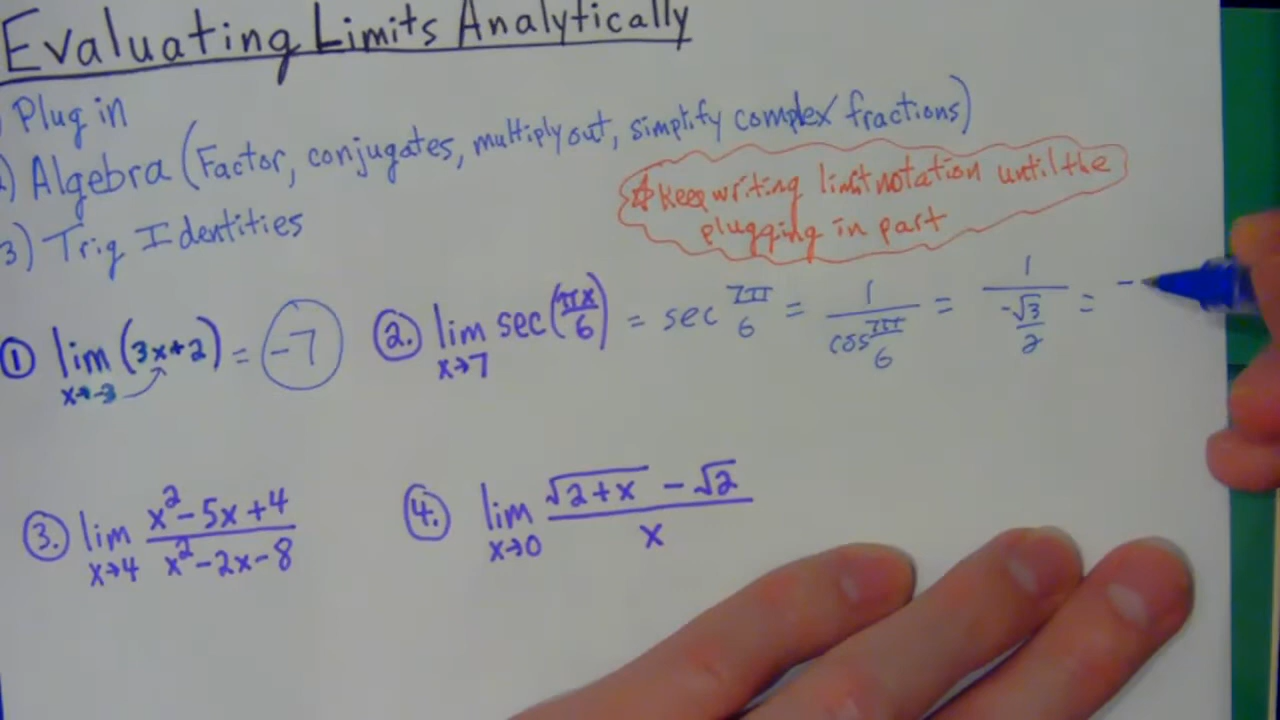 Evaluating Limits Analytically
) Plug in
2) Algebra (Factor, conjugates, multiply out, simplify complex fractions)
3) Trig Identities
☆ Keep writing limit notation until the
plugging in part
① lim x→-3 (3x+2) = -7
②. lim x→7 sec(πx/6) = sec 7π/6 = 1/(cos 7π/6) = 1/(-√3/2) = -
③. lim x→4 (x²-5x+4)/(x²-2x-8)
④. lim x→0 (√(2+x) - √2)/x